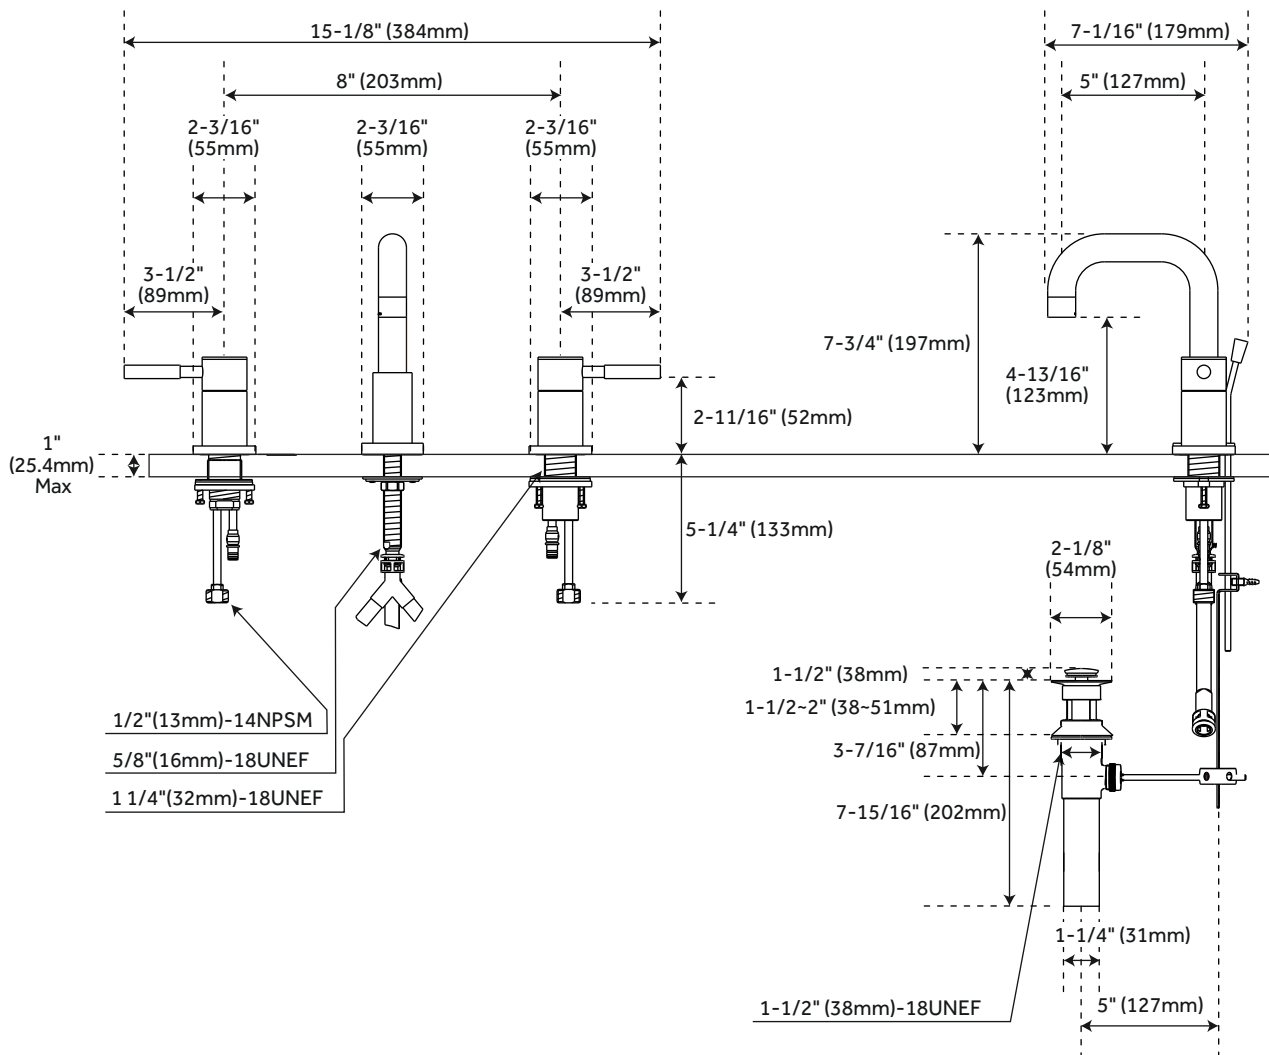 15-1/8" (384mm)
7-1/16" (179mm)
8" (203mm)
5" (127mm)
2-3/16"
(55mm)
2-3/16"
(55mm)
2-3/16"
(55mm)
3-1/2"
(89mm)
3-1/2"
(89mm)
7-3/4" (197mm)
4-13/16"
(123mm)
2-11/16" (52mm)
1"
(25.4mm)
Max
5-1/4" (133mm)
2-1/8"
(54mm)
1-1/2" (38mm)
1-1/2~2" (38~51mm)
3-7/16" (87mm)
7-15/16" (202mm)
1/2"(13mm)-14NPSM
5/8"(16mm)-18UNEF
1 1/4"(32mm)-18UNEF
1-1/4" (31mm)
1-1/2" (38mm)-18UNEF
5" (127mm)